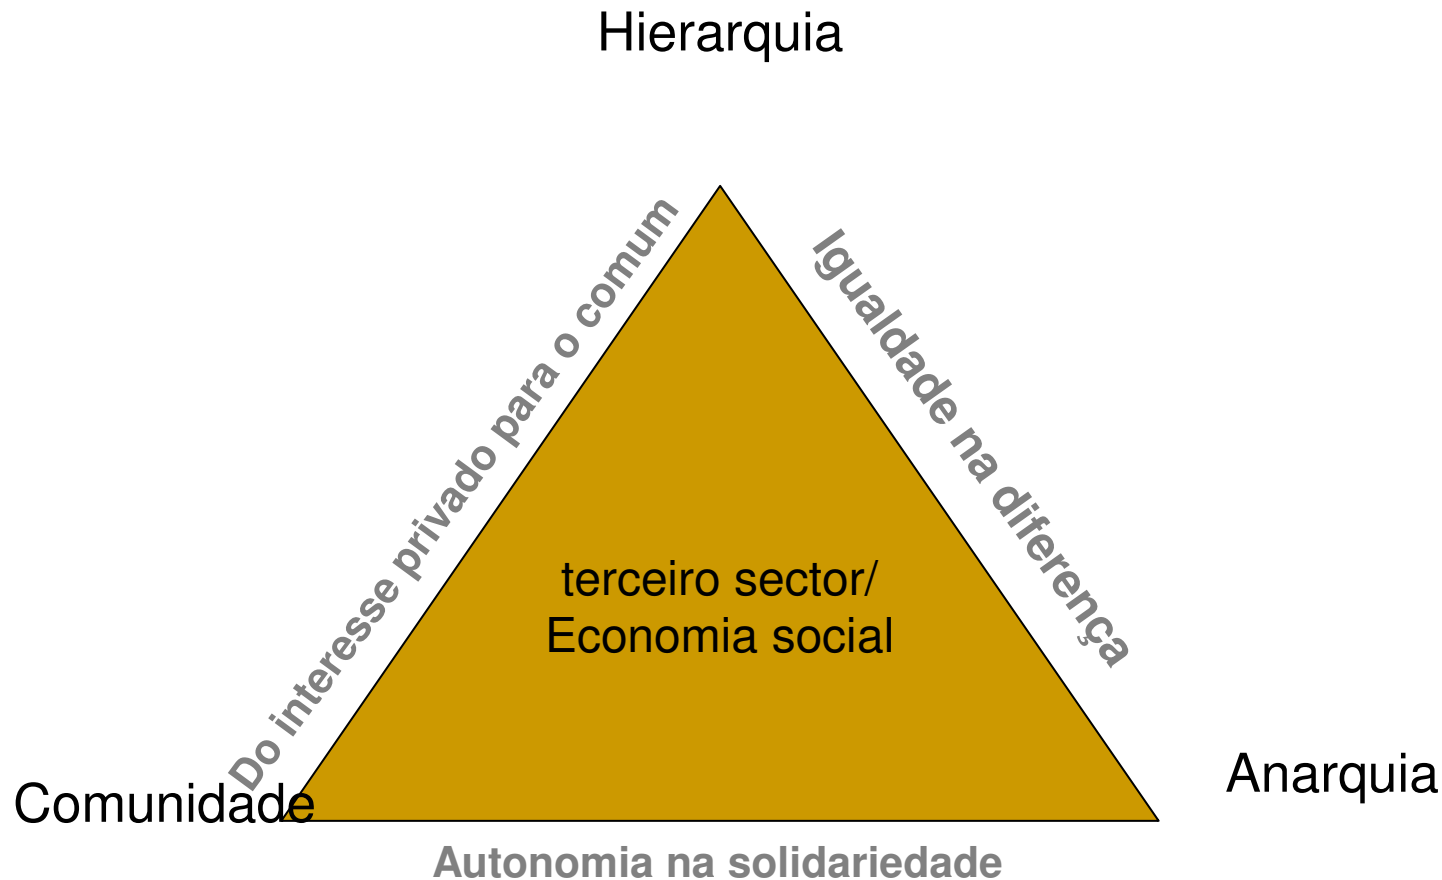 Hierarquia
Do interesse privado para o comum
Igualdade na diferença
terceiro sector/
Economia social
Comunidade
Anarquia
Autonomia na solidariedade